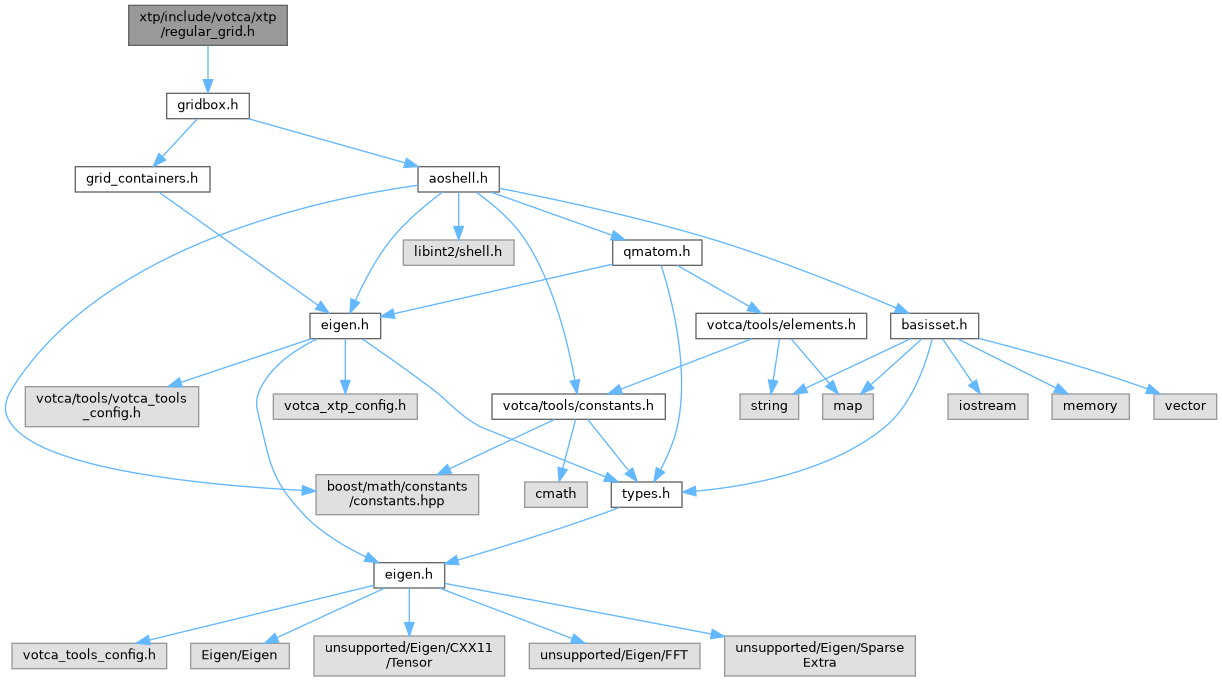 xtp/include/votca/xtp
/regular_grid.h
gridbox.h
grid_containers.h
aoshell.h
libint2/shell.h
qmatom.h
eigen.h
votca/tools/elements.h
basisset.h
votca/tools/votca_tools
_config.h
votca_xtp_config.h
votca/tools/constants.h
string
map
iostream
memory
vector
boost/math/constants
/constants.hpp
cmath
types.h
eigen.h
votca_tools_config.h
Eigen/Eigen
unsupported/Eigen/CXX11
/Tensor
unsupported/Eigen/FFT
unsupported/Eigen/Sparse
Extra